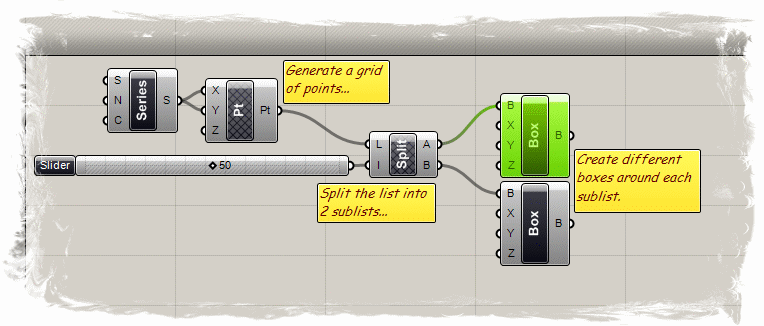 Generate a grid
of points...
S
N
C
Series
S
X
Y
Z
Pt
Pt
Slider
50
L
I
Split
A
B
Split the list into
2 sublists...
B
X
Y
Z
Box
B
B
X
Y
Z
Box
B
Create different
boxes around each
sublist.